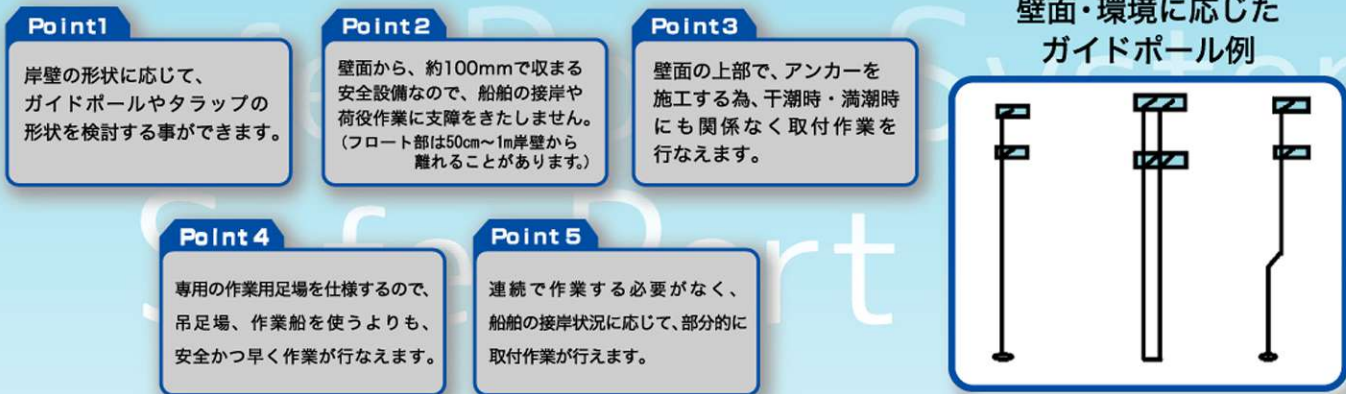 Point1
岸壁の形状に応じて、
ガイドポールやタラップの
形状を検討する事ができます。
Point2
壁面から、約100mmで収まる
安全設備なので、船舶の接岸や
荷役作業に支障をきたしません。
(フロート部は50cm～1m岸壁から
離れることがあります。)
Point3
壁面の上部で、アンカーを
施工する為、干潮時・満潮時
にも関係なく取付作業を
行なえます。
壁面・環境に応じた
ガイドポール例
Point4
専用の作業用足場を仕様するので、
吊足場、作業船を使うよりも、
安全かつ早く作業が行なえます。
Point5
連続で作業する必要がなく、
船舶の接岸状況に応じて、部分的に
取付作業が行えます。